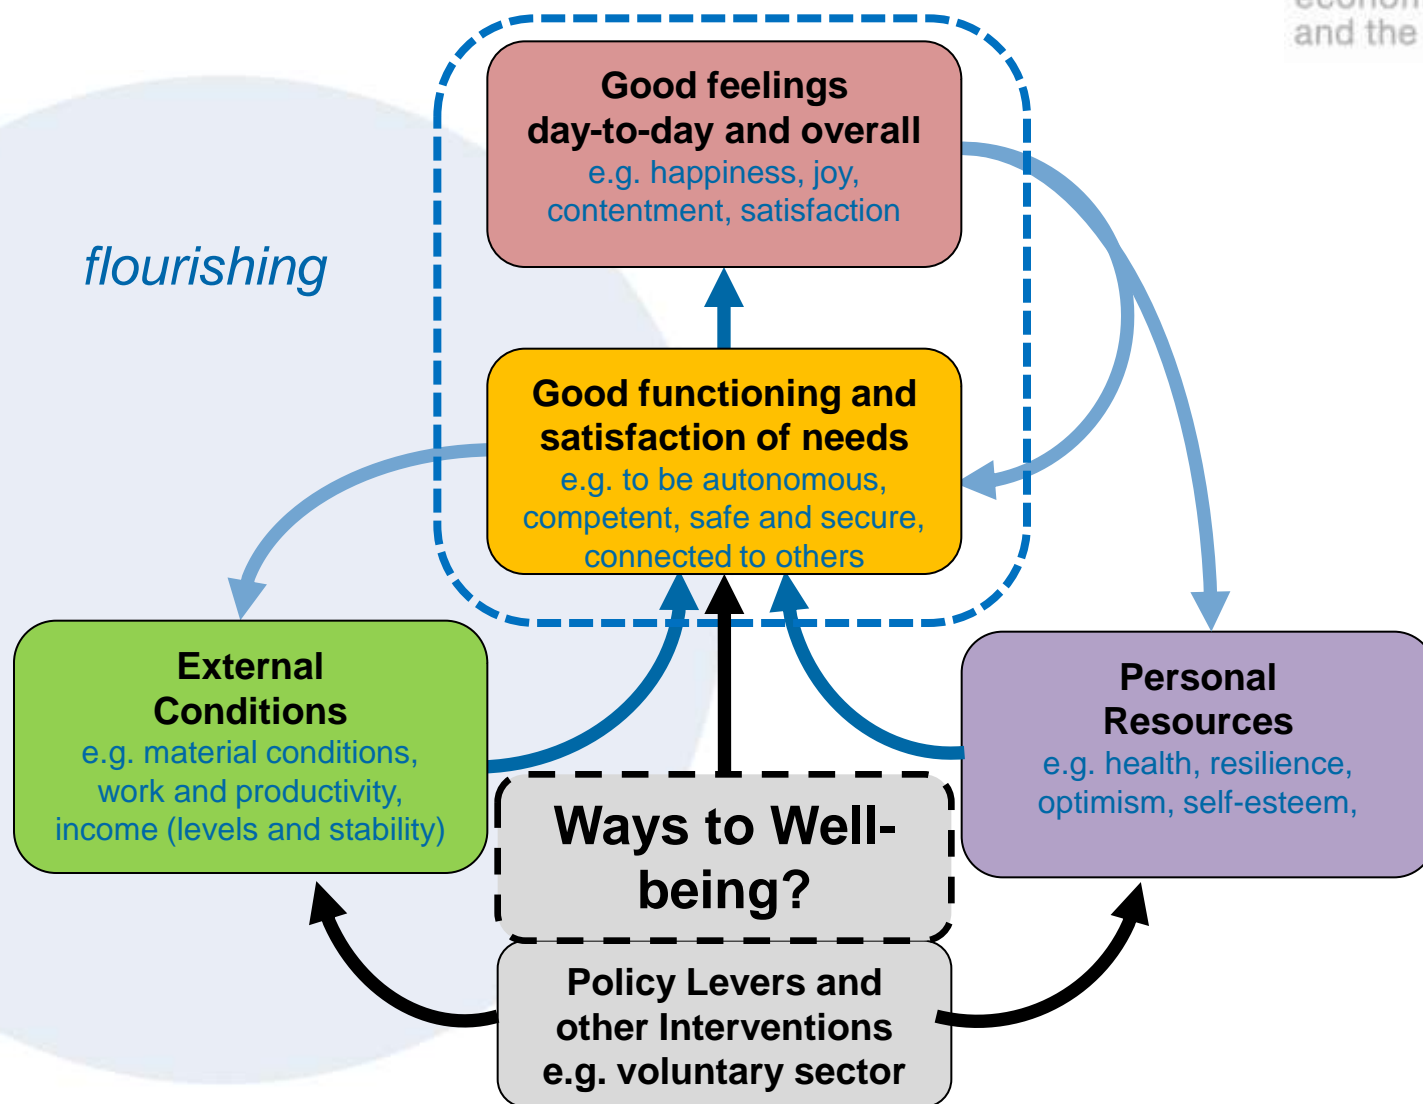 and the
Good feelings
day-to-day and overall
e.g. happiness, joy,
contentment, satisfaction
flourishing
Good functioning and
satisfaction of needs
e.g. to be autonomous,
competent, safe and secure,
connected to others
External
Conditions
e.g. material conditions,
work and productivity,
income (levels and stability)
Personal
Resources
e.g. health, resilience,
optimism, self-esteem,
Ways to Well-
being?
Policy Levers and
other Interventions
e.g. voluntary sector